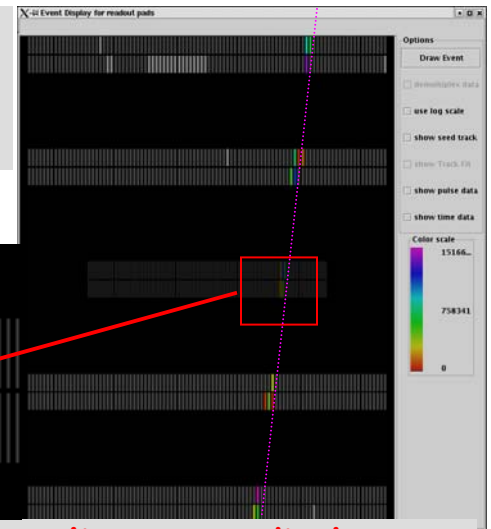 Event Display for readout pads
Options
Draw Event
demultiplex data
use log scale
show seed track
show Track Fit
show pulse data
show time data
Color scale
15166...
758341
0